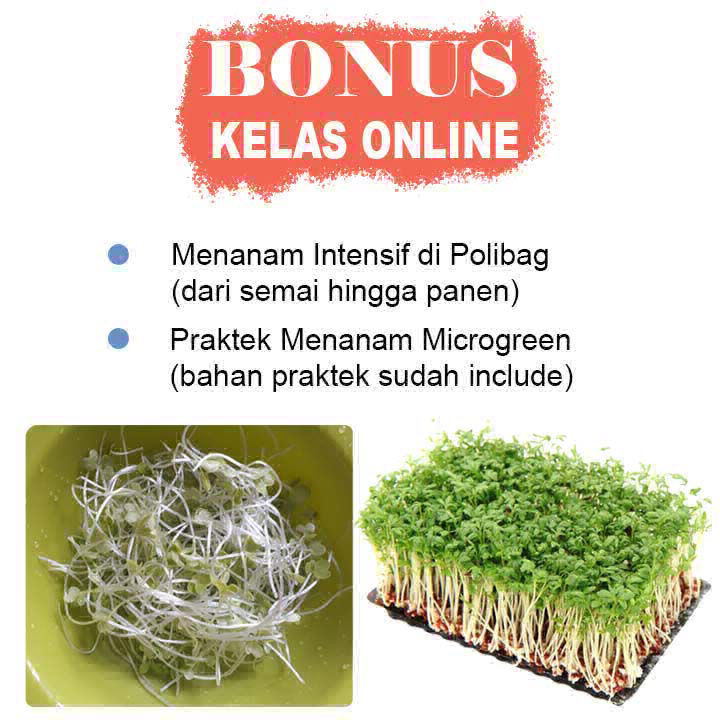 BONUS
KELAS ONLINE
Menanam Intensif di Polibag
(dari semai hingga panen)
Praktek Menanam Microgreen
(bahan praktek sudah include)